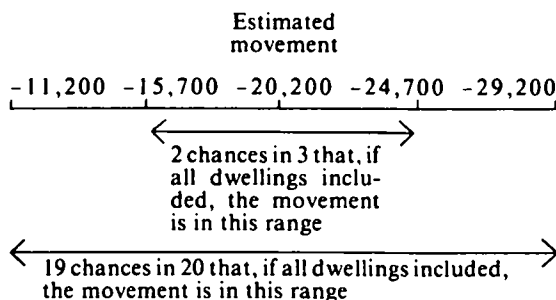 Estimated
movement
-11,200 -15,700 -20,200 -24,700 -29,200
2 chances in 3 that, if
all dwellings inclu-
ded, the movement
is in this range
19 chances in 20 that, if all dwellings included,
the movement is in this range